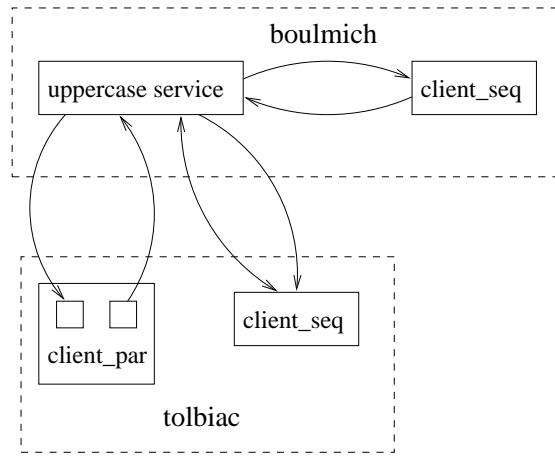 boulmich
uppercase service
client_seq
client_seq
client_par
tolbiac